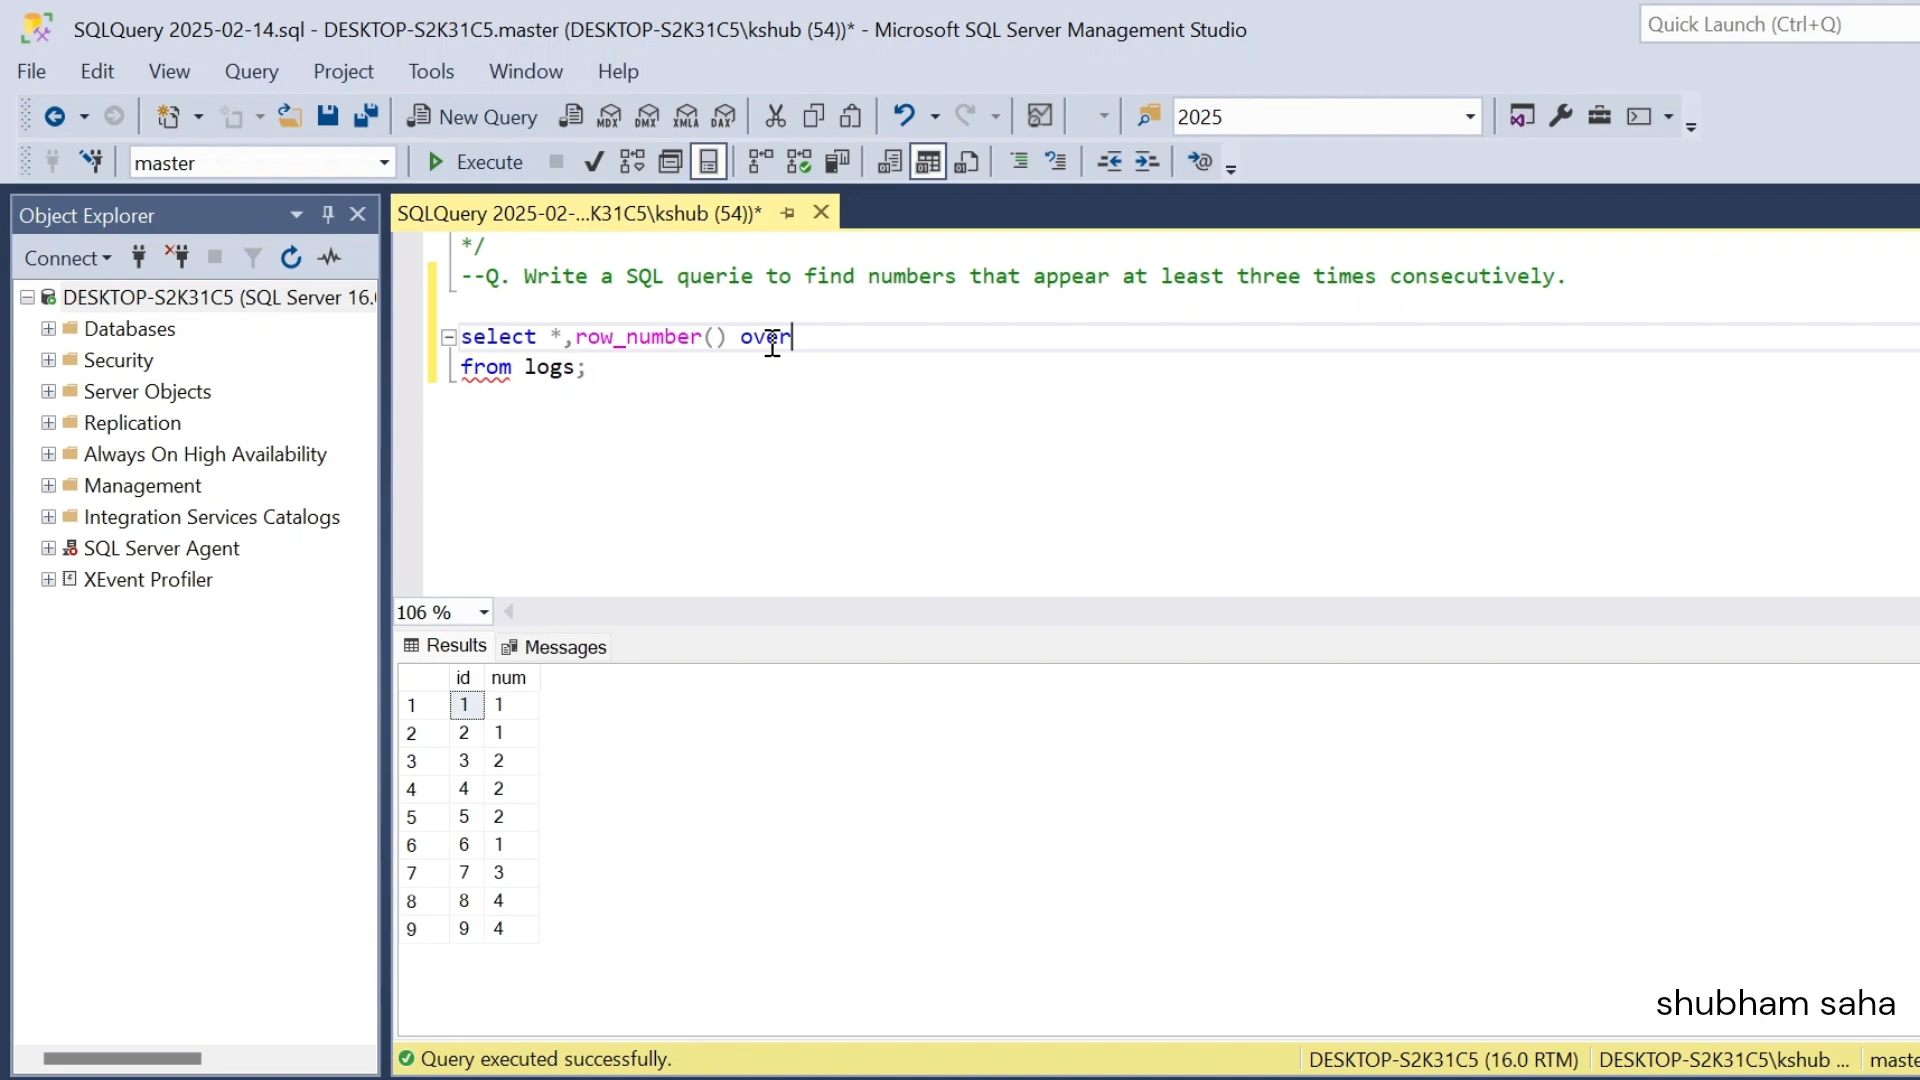 SQLQuery 2025-02-14.sql - DESKTOP-S2K31C5.master (DESKTOP-S2K31C5\kshub (54))* - Microsoft SQL Server Management Studio
Quick Launch (Ctrl+Q)
File Edit View Query Project Tools Window Help
New Query MDX DMX XMLA DAX 2025
master Execute
Object Explorer
SQLQuery 2025-02-...K31C5\kshub (54))*
Connect
DESKTOP-S2K31C5 (SQL Server 16.
Databases
Security
Server Objects
Replication
Always On High Availability
Management
Integration Services Catalogs
SQL Server Agent
XEvent Profiler
*/
--Q. Write a SQL querie to find numbers that appear at least three times consecutively.
select *,row_number() over
from logs;
106 %
Results Messages
id num
1 1 1
2 2 1
3 3 2
4 4 2
5 5 2
6 6 1
7 7 3
8 8 4
9 9 4
shubham saha
Query executed successfully.
DESKTOP-S2K31C5 (16.0 RTM) DESKTOP-S2K31C5\kshub ... maste